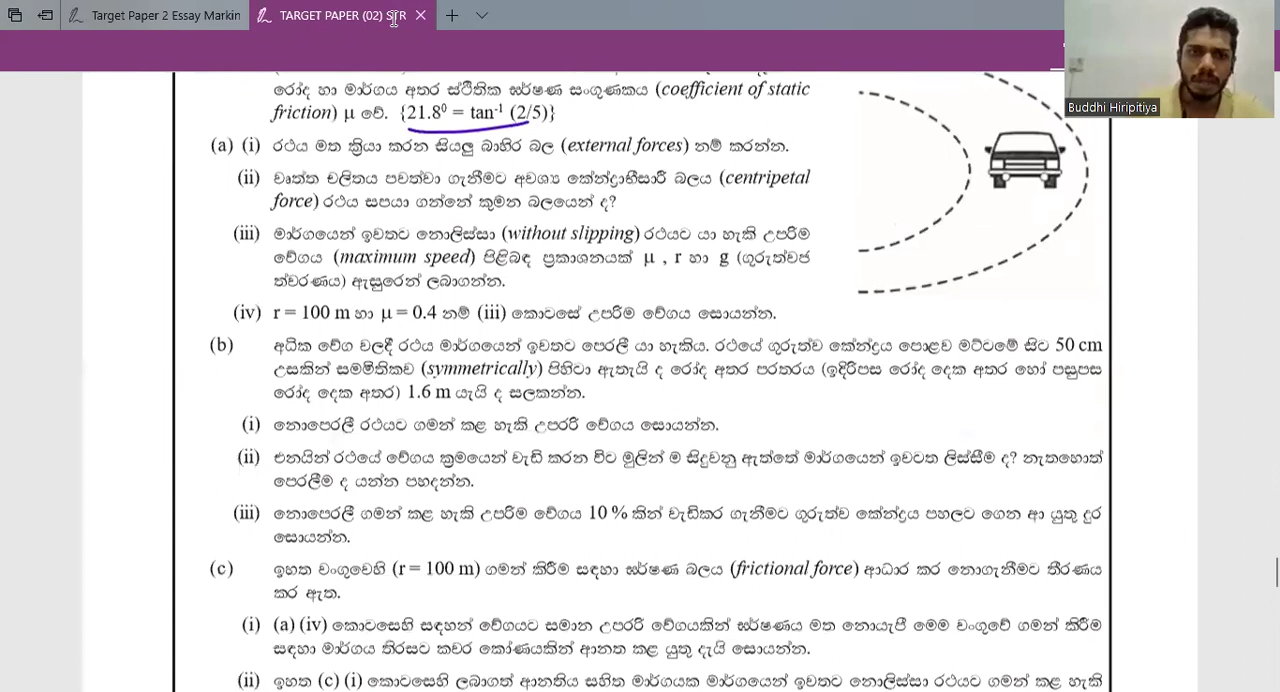 Target Paper 2 Essay Markin
TARGET PAPER (02) STR
Buddhi Hiripitiya
රෝද හා මාර්ගය අතර ස්ථිතික ඝර්ෂණ සංගුණකය (coefficient of static
friction) μ වේ. {21.8⁰ = tan⁻¹ (2/5)}
(a) (i) රථය මත ක්‍රියා කරන සියලු බාහිර බල (external forces) නම් කරන්න.
(ii) වෘත්ත චලිතය පවත්වා ගැනීමට අවශ්‍ය කේන්ද්‍රාභිසාරී බලය (centripetal
force) රථය සපයා ගන්නේ කුමන බලයෙන් ද?
(iii) මාර්ගයෙන් ඉවතට නොලිස්සා (without slipping) රථයට යා හැකි උපරිම
වේගය (maximum speed) පිළිබඳ ප්‍රකාශනයක් μ , r හා g (ගුරුත්වජ
ත්වරණය) ඇසුරෙන් ලබාගන්න.
(iv) r = 100 m හා μ = 0.4 නම් (iii) කොටසේ උපරිම වේගය සොයන්න.
(b) අධික වේග වලදී රථය මාර්ගයෙන් ඉවතට පෙරලී යා හැකිය. රථයේ ගුරුත්ව කේන්ද්‍රය පොළව මට්ටමේ සිට 50 cm
උසකින් සමමිතිකව (symmetrically) පිහිටා ඇතැයි ද රෝද අතර පරතරය (ඉදිරිපස රෝද දෙක අතර හෝ පසුපස
රෝද දෙක අතර) 1.6 m යැයි ද සලකන්න.
(i) නොපෙරලී රථයට ගමන් කළ හැකි උපරරි වේගය සොයන්න.
(ii) එනයින් රථයේ වේගය ක්‍රමයෙන් වැඩි කරන විට මුලින් ම සිදුවනු ඇත්තේ මාර්ගයෙන් ඉවටත ලිස්සීම ද? නැතහොත්
පෙරලීම ද යන්න පහදන්න.
(iii) නොපෙරලී ගමන් කළ හැකි උපරිම වේගය 10 % කින් වැඩිකර ගැනීමට ගුරුත්ව කේන්ද්‍රය පහලට ගෙන ආ යුතු දුර
සොයන්න.
(c) ඉහත වංගුවෙහි (r = 100 m) ගමන් කිරීම සඳහා ඝර්ෂණ බලය (frictional force) ආධාර කර නොගැනීමට තීරණය
කර ඇත.
(i) (a) (iv) කොටසෙහි සඳහන් වේගයට සමාන උපරරි වේගයකින් ඝර්ෂණය මත නොයැපී මෙම වංගුවේ ගමන් කිරීම
සඳහා මාර්ගය තිරසට කවර කෝණයකින් ආනත කළ යුතු දැයි සොයන්න.
(ii) ඉහත (c) (i) කොටසෙහි ලබාගත් ආනතිය සහිත මාර්ගයක මාර්ගයෙන් ඉවතට නොලිස්සා රථයට ගමන් කළ හැකි